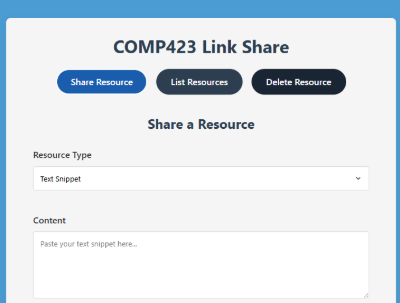 COMP423 Link Share
Share Resource List Resources Delete Resource
Share a Resource
Resource Type
Text Snippet
Content
Paste your text snippet here...